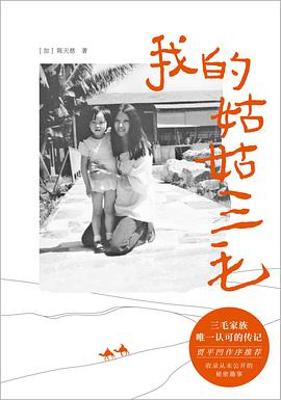 [加] 陈天慈 著
我的姑姑三毛
三毛家族
唯一认可的传记
贾平凹作序推荐
收录从未公开的
秘密趣事